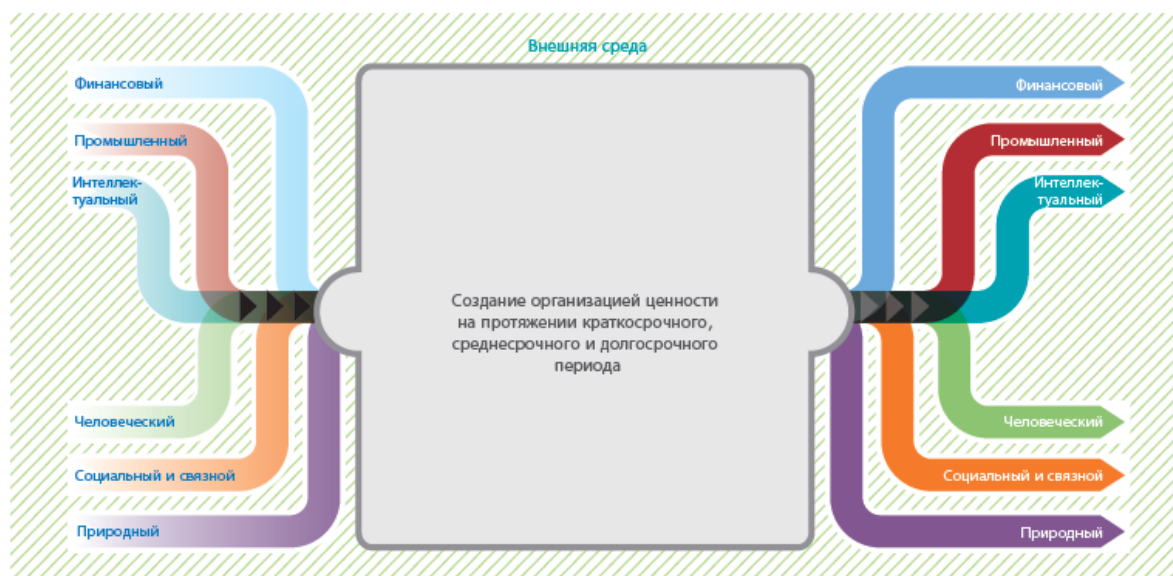 Внешняя среда
Финансовый
Промышленный
Интеллек-
туальный
Человеческий
Социальный и связной
Природный
Создание организацией ценности
на протяжении краткосрочного,
среднесрочного и долгосрочного
периода
Финансовый
Промышленный
Интеллек-
туальный
Человеческий
Социальный и связной
Природный